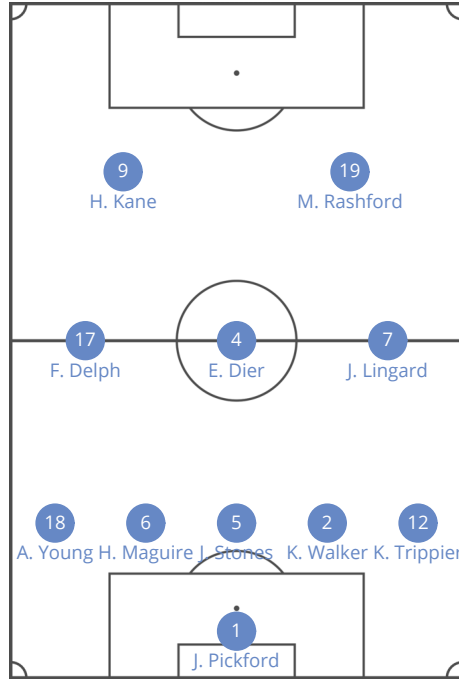 9
19
H. Kane
M. Rashford
17
4
7
F. Delph
E. Dier
J. Lingard
18
6
5
2
12
A. Young
H. Maguire
J. Stones
K. Walker
K. Trippier
1
J. Pickford